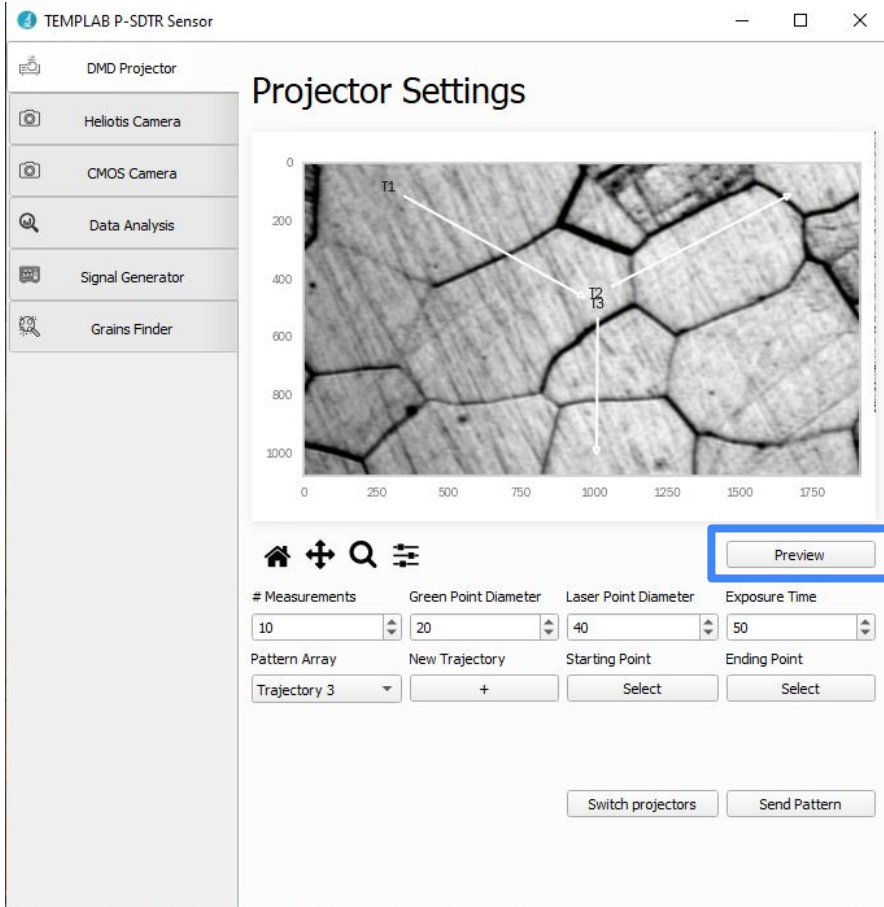 TEMPLAB P-SDTR Sensor
DMD Projector
Heliotis Camera
CMOS Camera
Data Analysis
Signal Generator
Grains Finder
Projector Settings
0
200
400
600
800
1000
T1
T2
T3
0 250 500 750 1000 1250 1500 1750
Preview
# Measurements Green Point Diameter Laser Point Diameter Exposure Time
10 20 40 50
Pattern Array New Trajectory Starting Point Ending Point
Trajectory 3 + Select Select
Switch projectors Send Pattern